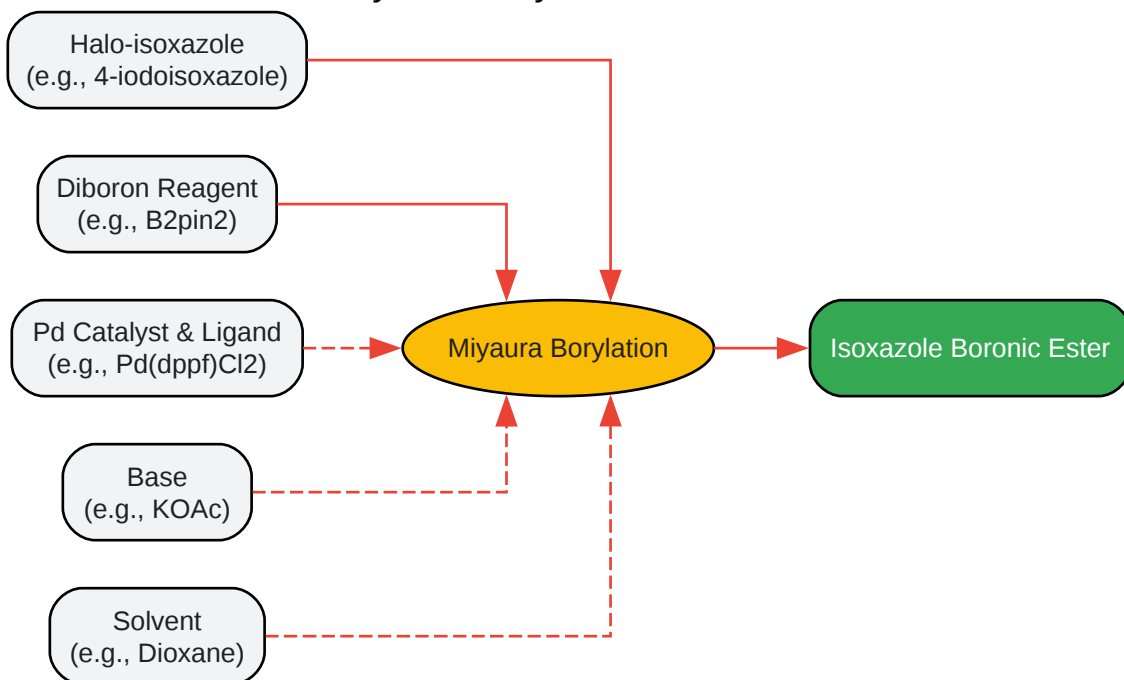 Halo-isoxazole
(e.g., 4-iodoisoxazole)
Diboron Reagent
(e.g., B2pin2)
Pd Catalyst & Ligand
(e.g., Pd(dppf)Cl2)
Miyaura Borylation
Isoxazole Boronic Ester
Base
(e.g., KOAc)
Solvent
(e.g., Dioxane)